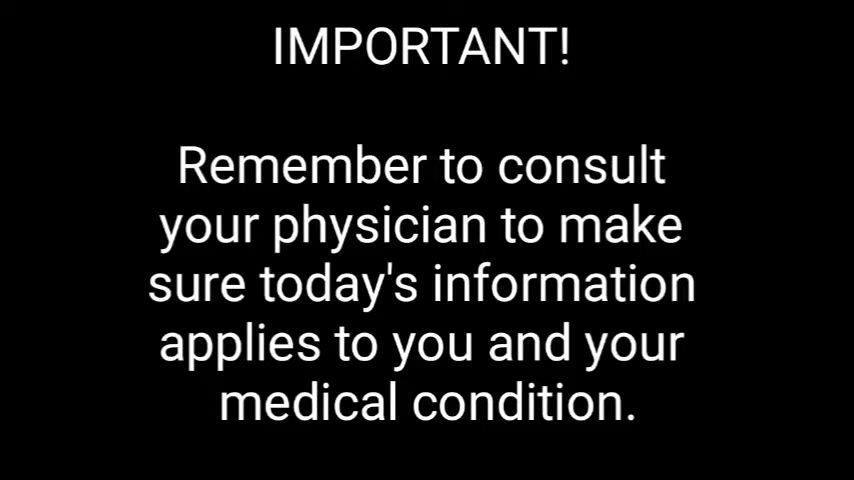 IMPORTANT!
Remember to consult
your physician to make
sure today's information
applies to you and your
medical condition.